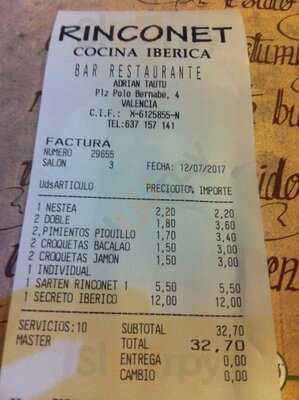 RINCONET
COCINA IBERICA
BAR RESTAURANTE
ADRIAN TAUTU
Plz Polo Bernabe, 4
VALENCIA
C.I.F.: X-6125855-N
TEL:637 157 141
FACTURA
NUMERO 29655
SALON 3 FECHA: 12/07/2017
UdsARTICULO PRECIODTO% IMPORTE
1 NESTEA 2,20 2,20
2 DOBLE 1,80 3,60
2,PIMIENTOS PIQUILLO 1,70 3,40
2 CROQUETAS BACALAO 1,50 3,00
2 CROQUETAS JAMON 1,50 3,00
1 INDIVIDUAL
1 SARTEN RINCONET 1 5,50 5,50
1 SECRETO IBERICO 12,00 12,00
SERVICIOS:10 SUBTOTAL 32,70
MASTER TOTAL 32,70
ENTREGA 0,00
CAMBIO 0,00